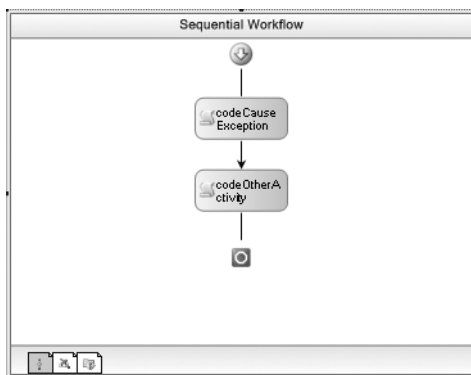 Sequential Workflow
codeCause
Exception
codeOtherA
ctivity